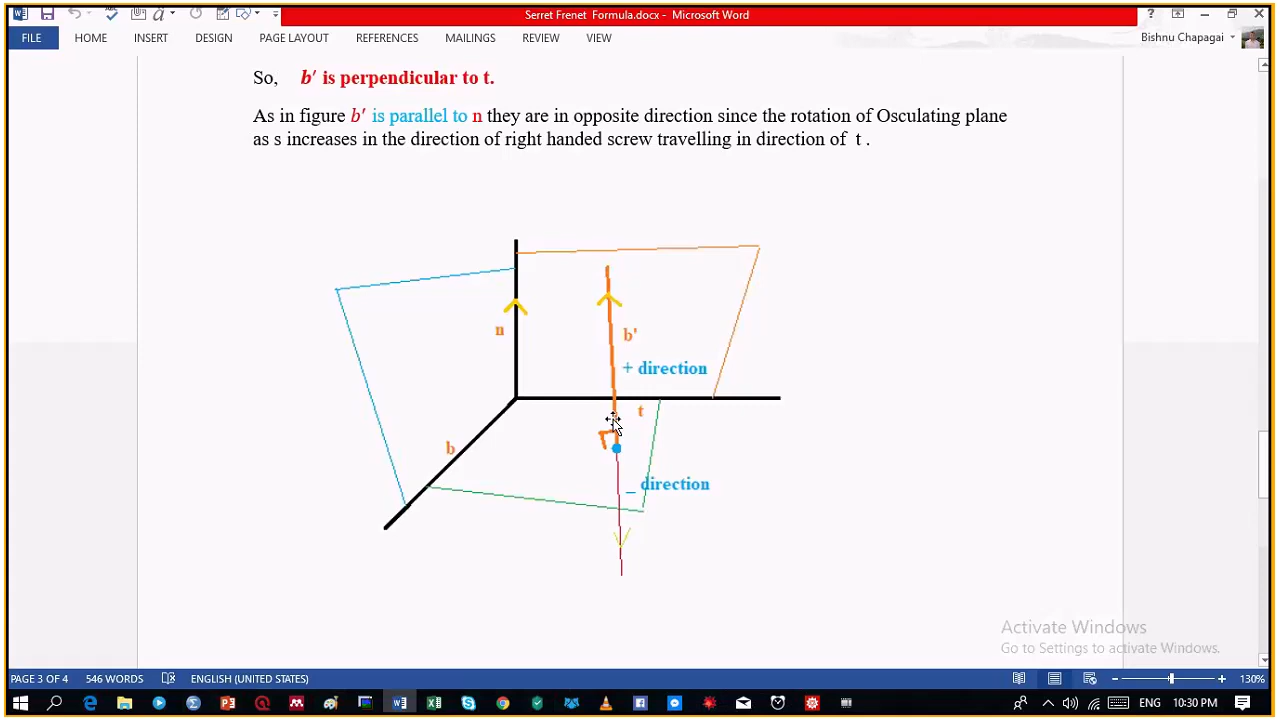 Serret Frenet  Formula.docx - Microsoft Word
?
FILE HOME INSERT DESIGN PAGE LAYOUT REFERENCES MAILINGS REVIEW VIEW Bishnu Chapagai
So, b′ is perpendicular to t.
As in figure b′ is parallel to n they are in opposite direction since the rotation of Osculating plane
as s increases in the direction of right handed screw travelling in direction of t .
n
b'
+ direction
t
b
_ direction
Activate Windows
Go to Settings to activate Windows.
PAGE 3 OF 4 546 WORDS ENGLISH (UNITED STATES) 130%
ENG 10:30 PM